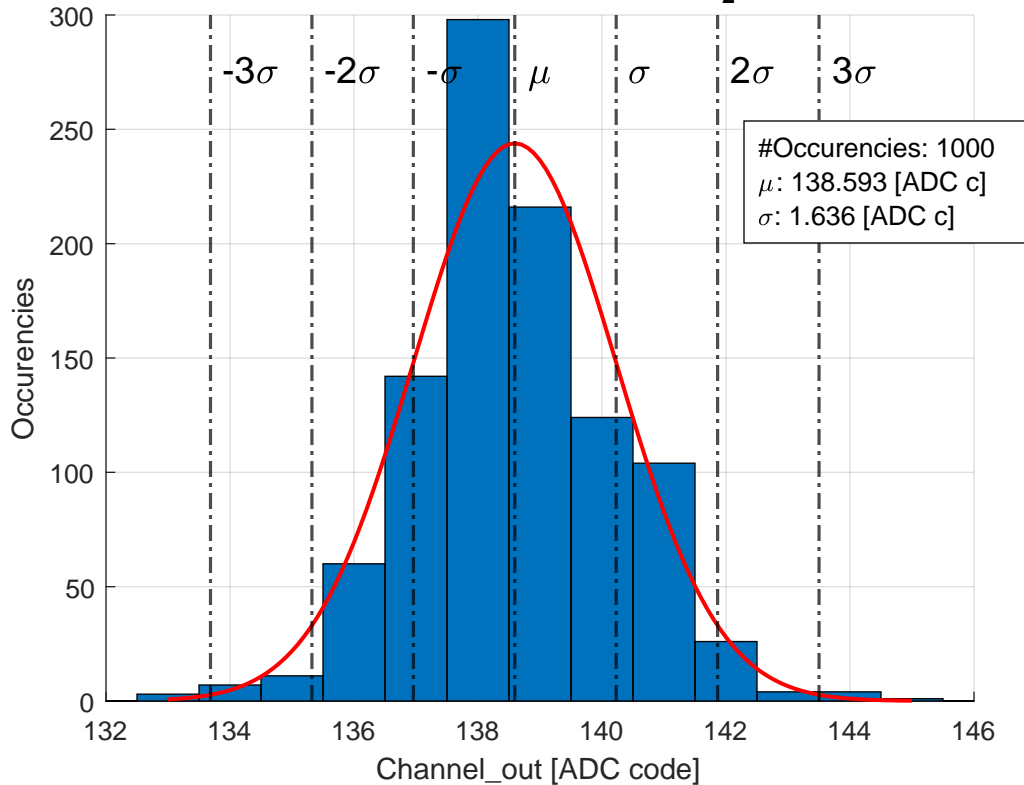 300
250
200
150
100
50
0
-3σ
-2σ
-σ
μ
σ
2σ
3σ
#Occurencies: 1000
μ: 138.593 [ADC c]
σ: 1.636 [ADC c]
Occurencies
132
134
136
138
140
142
144
146
Channel_out [ADC code]